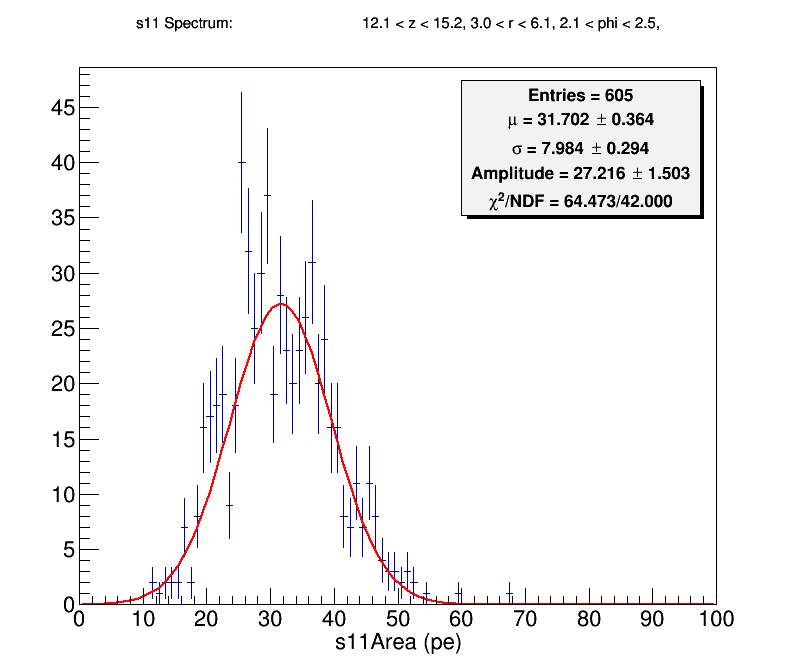 s11 Spectrum: 12.1 < z < 15.2, 3.0 < r < 6.1, 2.1 < phi < 2.5,
Entries = 605
μ = 31.702 ± 0.364
σ = 7.984 ± 0.294
Amplitude = 27.216 ± 1.503
χ²/NDF = 64.473/42.000
45
40
35
30
25
20
15
10
5
0
0 10 20 30 40 50 60 70 80 90 100
s11Area (pe)